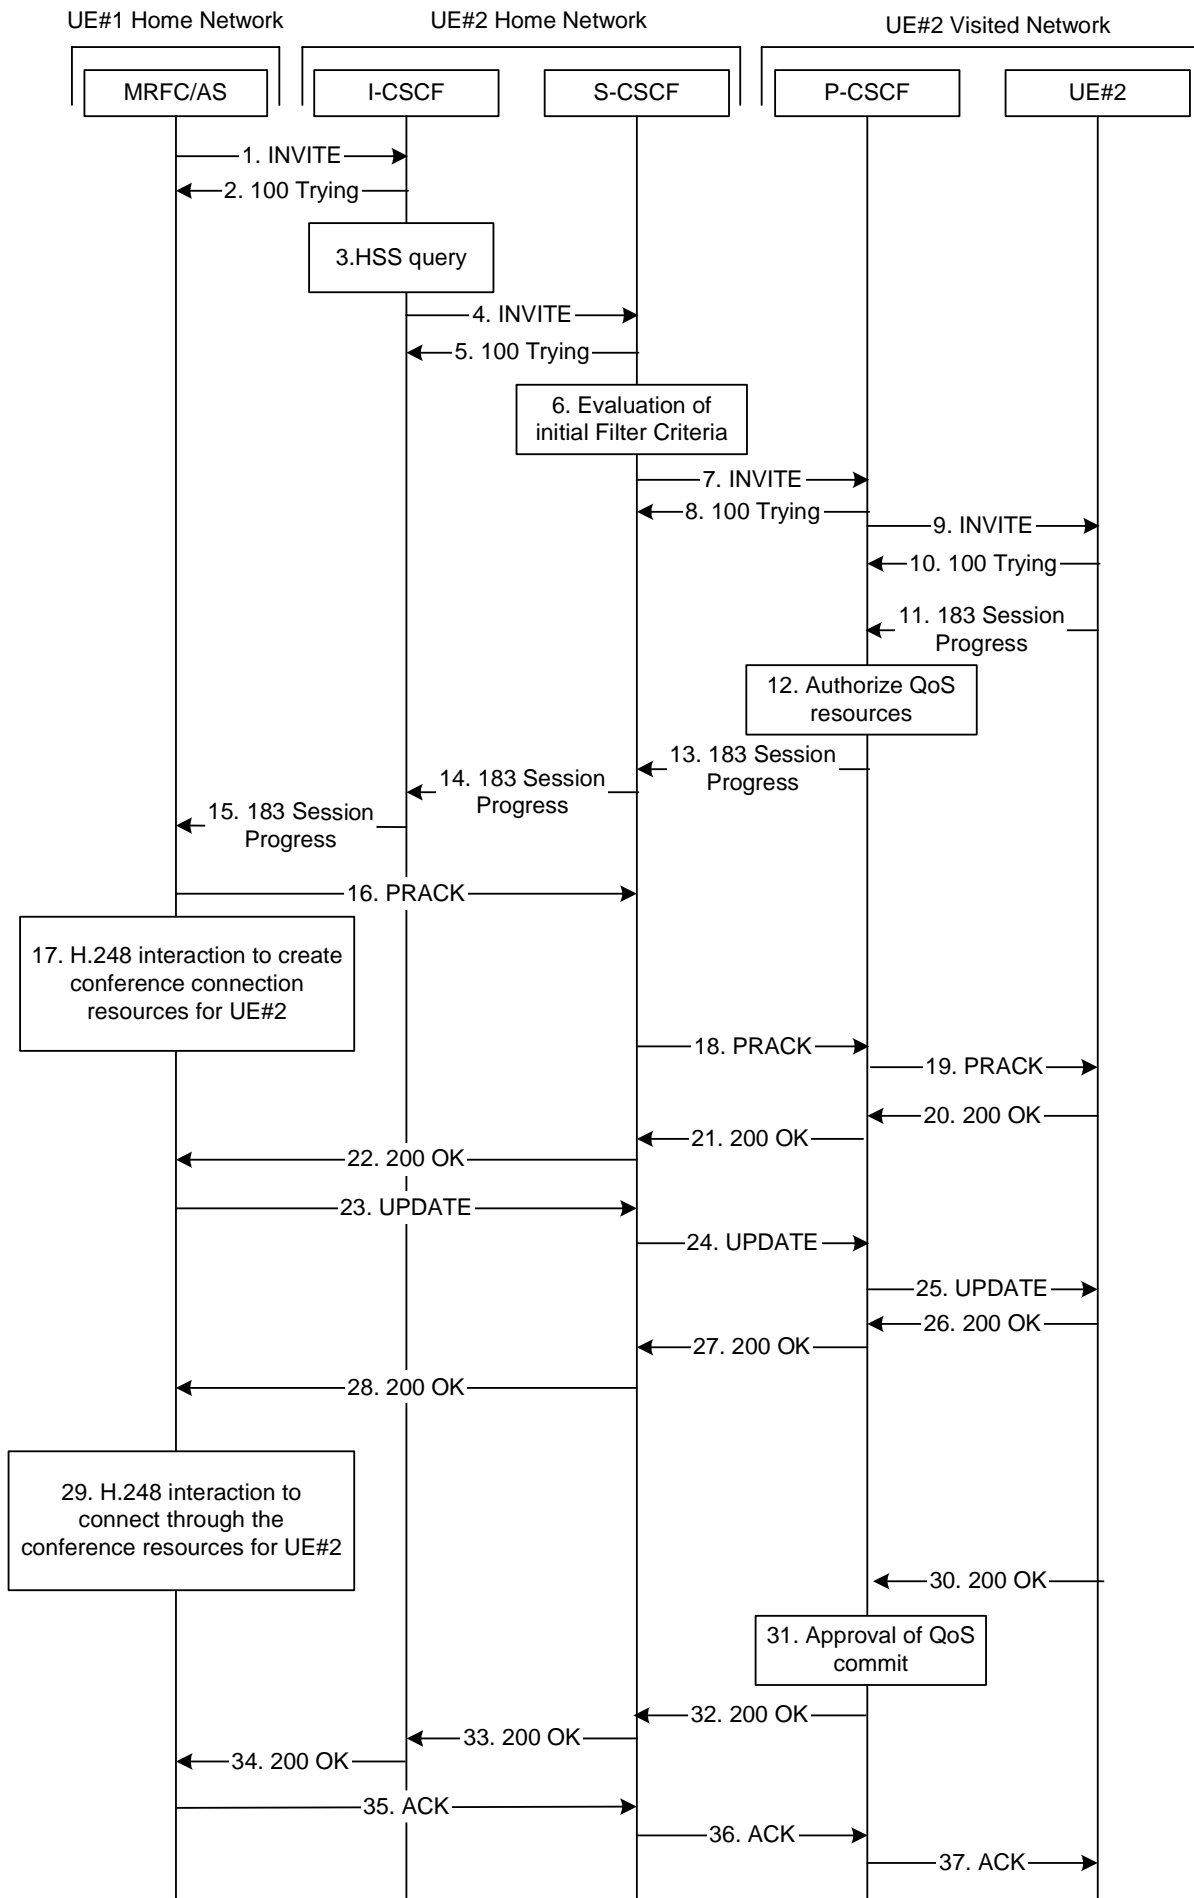 UE#1 Home Network
UE#2 Home Network
UE#2 Visited Network
MRFC/AS
I-CSCF
S-CSCF
P-CSCF
UE#2
1. INVITE
2. 100 Trying
3.HSS query
4. INVITE
5. 100 Trying
6. Evaluation of
initial Filter Criteria
7. INVITE
8. 100 Trying
9. INVITE
10. 100 Trying
11. 183 Session
Progress
12. Authorize QoS
resources
13. 183 Session
Progress
14. 183 Session
Progress
15. 183 Session
Progress
16. PRACK
17. H.248 interaction to create
conference connection
resources for UE#2
18. PRACK
19. PRACK
20. 200 OK
21. 200 OK
22. 200 OK
23. UPDATE
24. UPDATE
25. UPDATE
26. 200 OK
27. 200 OK
28. 200 OK
29. H.248 interaction to
connect through the
conference resources for UE#2
30. 200 OK
31. Approval of QoS
commit
32. 200 OK
33. 200 OK
34. 200 OK
35. ACK
36. ACK
37. ACK